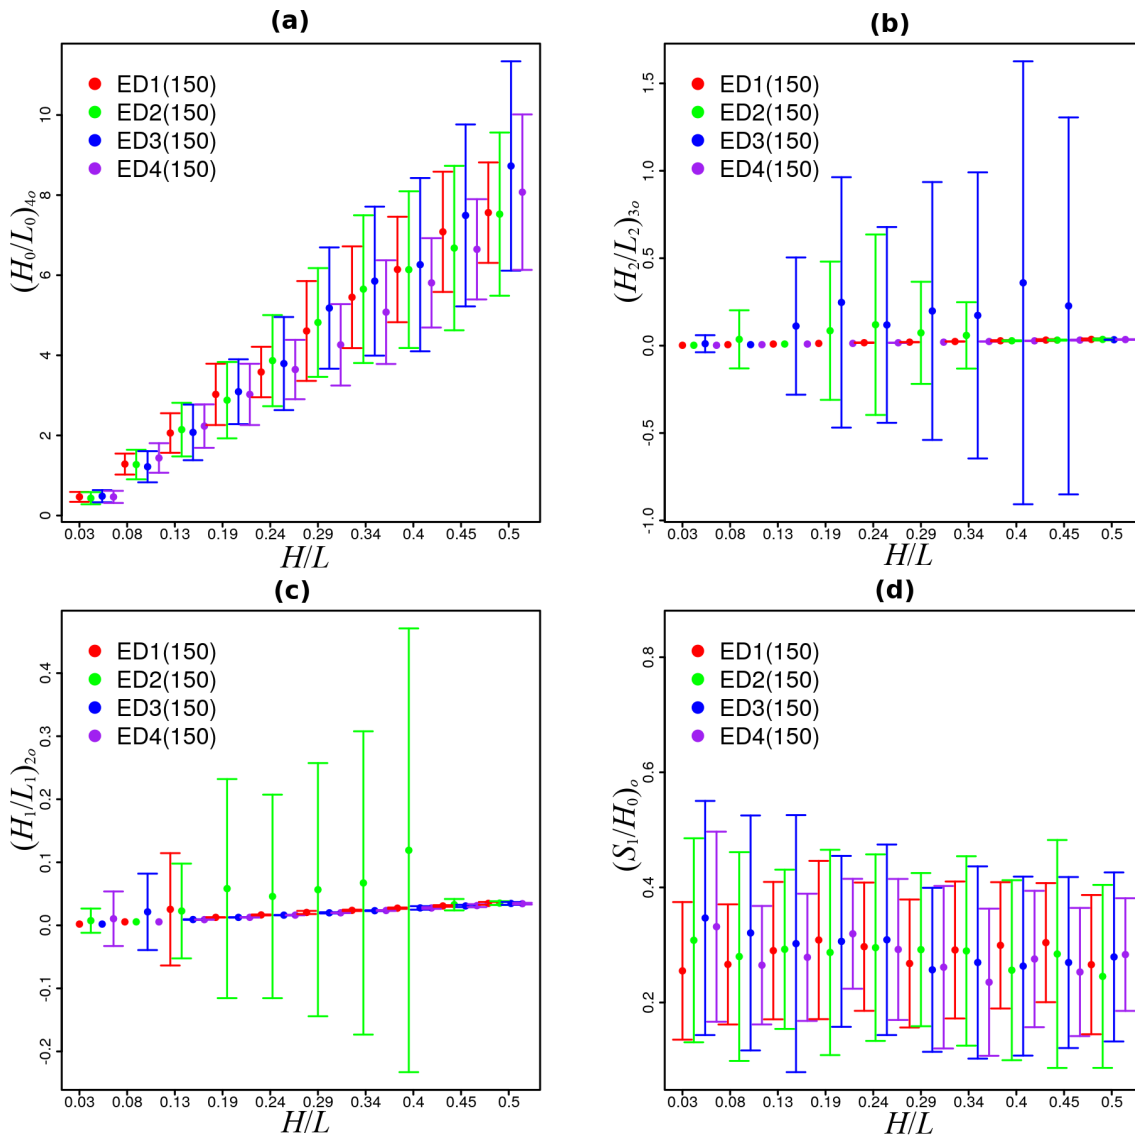 (a)
(H0/L0)4o
10
8
6
4
2
0
ED1(150)
ED2(150)
ED3(150)
ED4(150)
0.03 0.08 0.13 0.19 0.24 0.29 0.34 0.4 0.45 0.5
H/L
(b)
(H2/L2)3o
1.5
1.0
0.5
0.0
-0.5
-1.0
ED1(150)
ED2(150)
ED3(150)
ED4(150)
0.03 0.08 0.13 0.19 0.24 0.29 0.34 0.4 0.45 0.5
H/L
(c)
(H1/L1)2o
0.4
0.3
0.2
0.1
0.0
-0.1
-0.2
ED1(150)
ED2(150)
ED3(150)
ED4(150)
0.03 0.08 0.13 0.19 0.24 0.29 0.34 0.4 0.45 0.5
H/L
(d)
(S1/H0)o
0.8
0.6
0.4
0.2
ED1(150)
ED2(150)
ED3(150)
ED4(150)
0.03 0.08 0.13 0.19 0.24 0.29 0.34 0.4 0.45 0.5
H/L